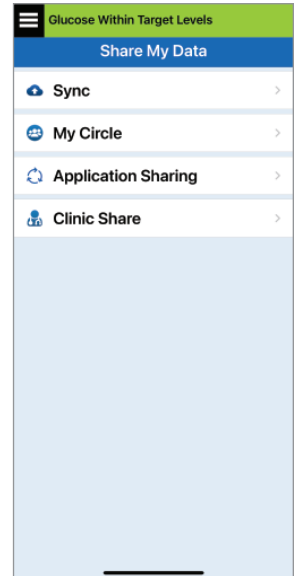 Glucose Within Target Levels
Share My Data
Sync
My Circle
Application Sharing
Clinic Share